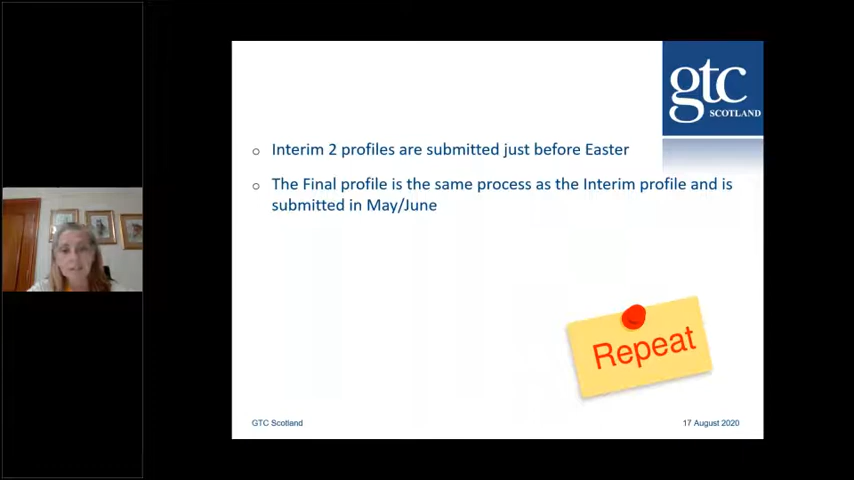 gtc
SCOTLAND
Interim 2 profiles are submitted just before Easter
The Final profile is the same process as the Interim profile and is
submitted in May/June
Repeat
GTC Scotland
17 August 2020